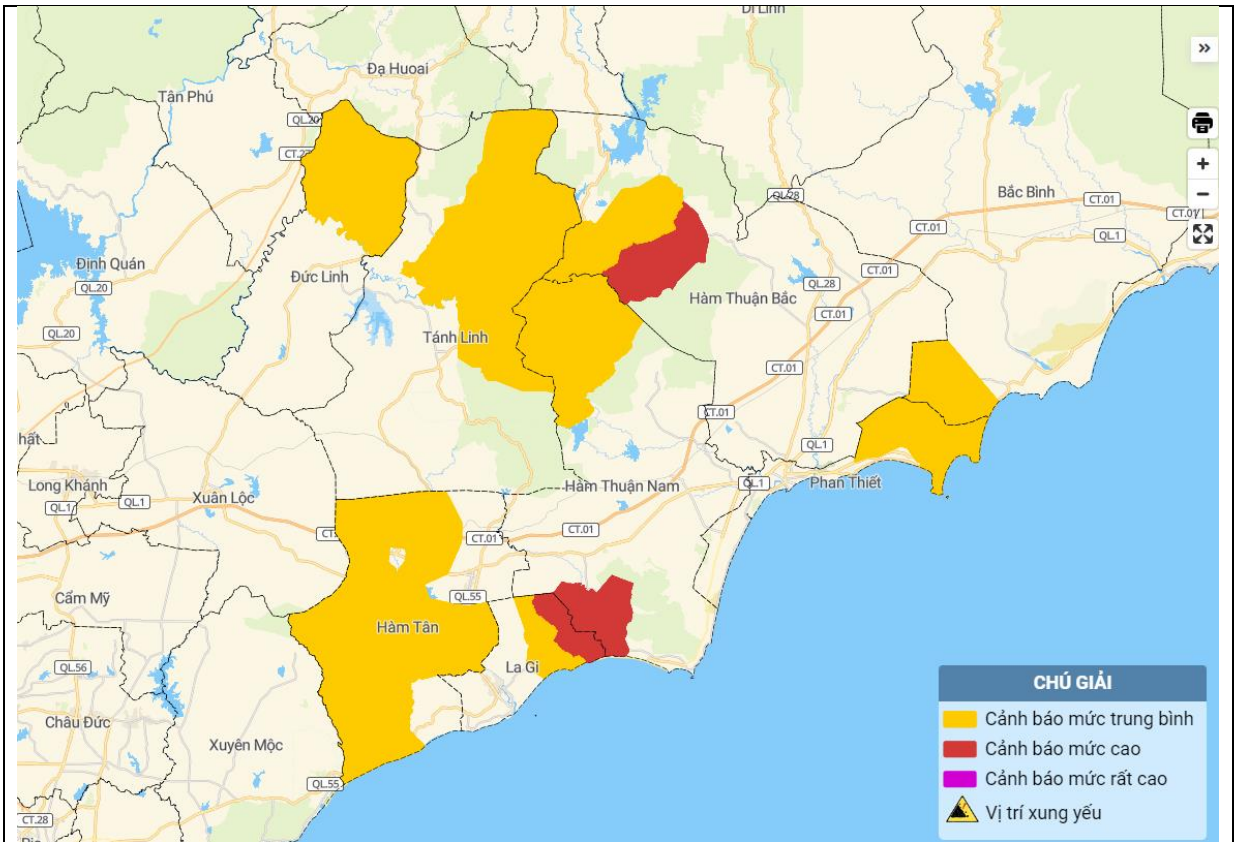 Di Linh
»
Đạ Huoai
Tân Phú
QL.20
+
−
QL.28
Bắc Bình
CT.01
CT.01
QL.1
Định Quán
QL.20
Đức Linh
CT.01
QL.28
Hàm Thuận Bắc
CT.01
QL.20
Tánh Linh
CT.01
CT.01
QL.1
Long Khánh
Xuân Lộc
QL.1
QL.1
Hàm Thuận Nam
QL.1
Phan Thiết
CT.01
CT.01
Cẩm Mỹ
QL.55
Hàm Tân
QL.56
La Gi
CHÚ GIẢI
Cảnh báo mức trung bình
Cảnh báo mức cao
Cảnh báo mức rất cao
Vị trí xung yếu
Châu Đức
Xuyên Mộc
QL.55
CT.28